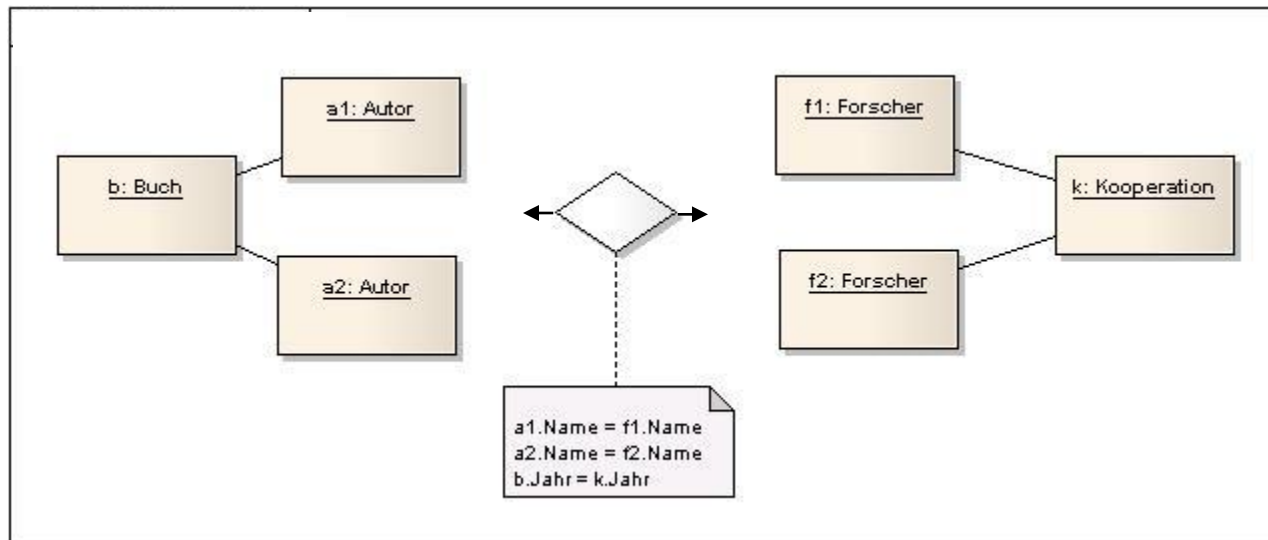 a1: Autor
b: Buch
a2: Autor
f1: Forscher
k: Kooperation
f2: Forscher
a1.Name = f1.Name
a2.Name = f2.Name
b.Jahr = k.Jahr